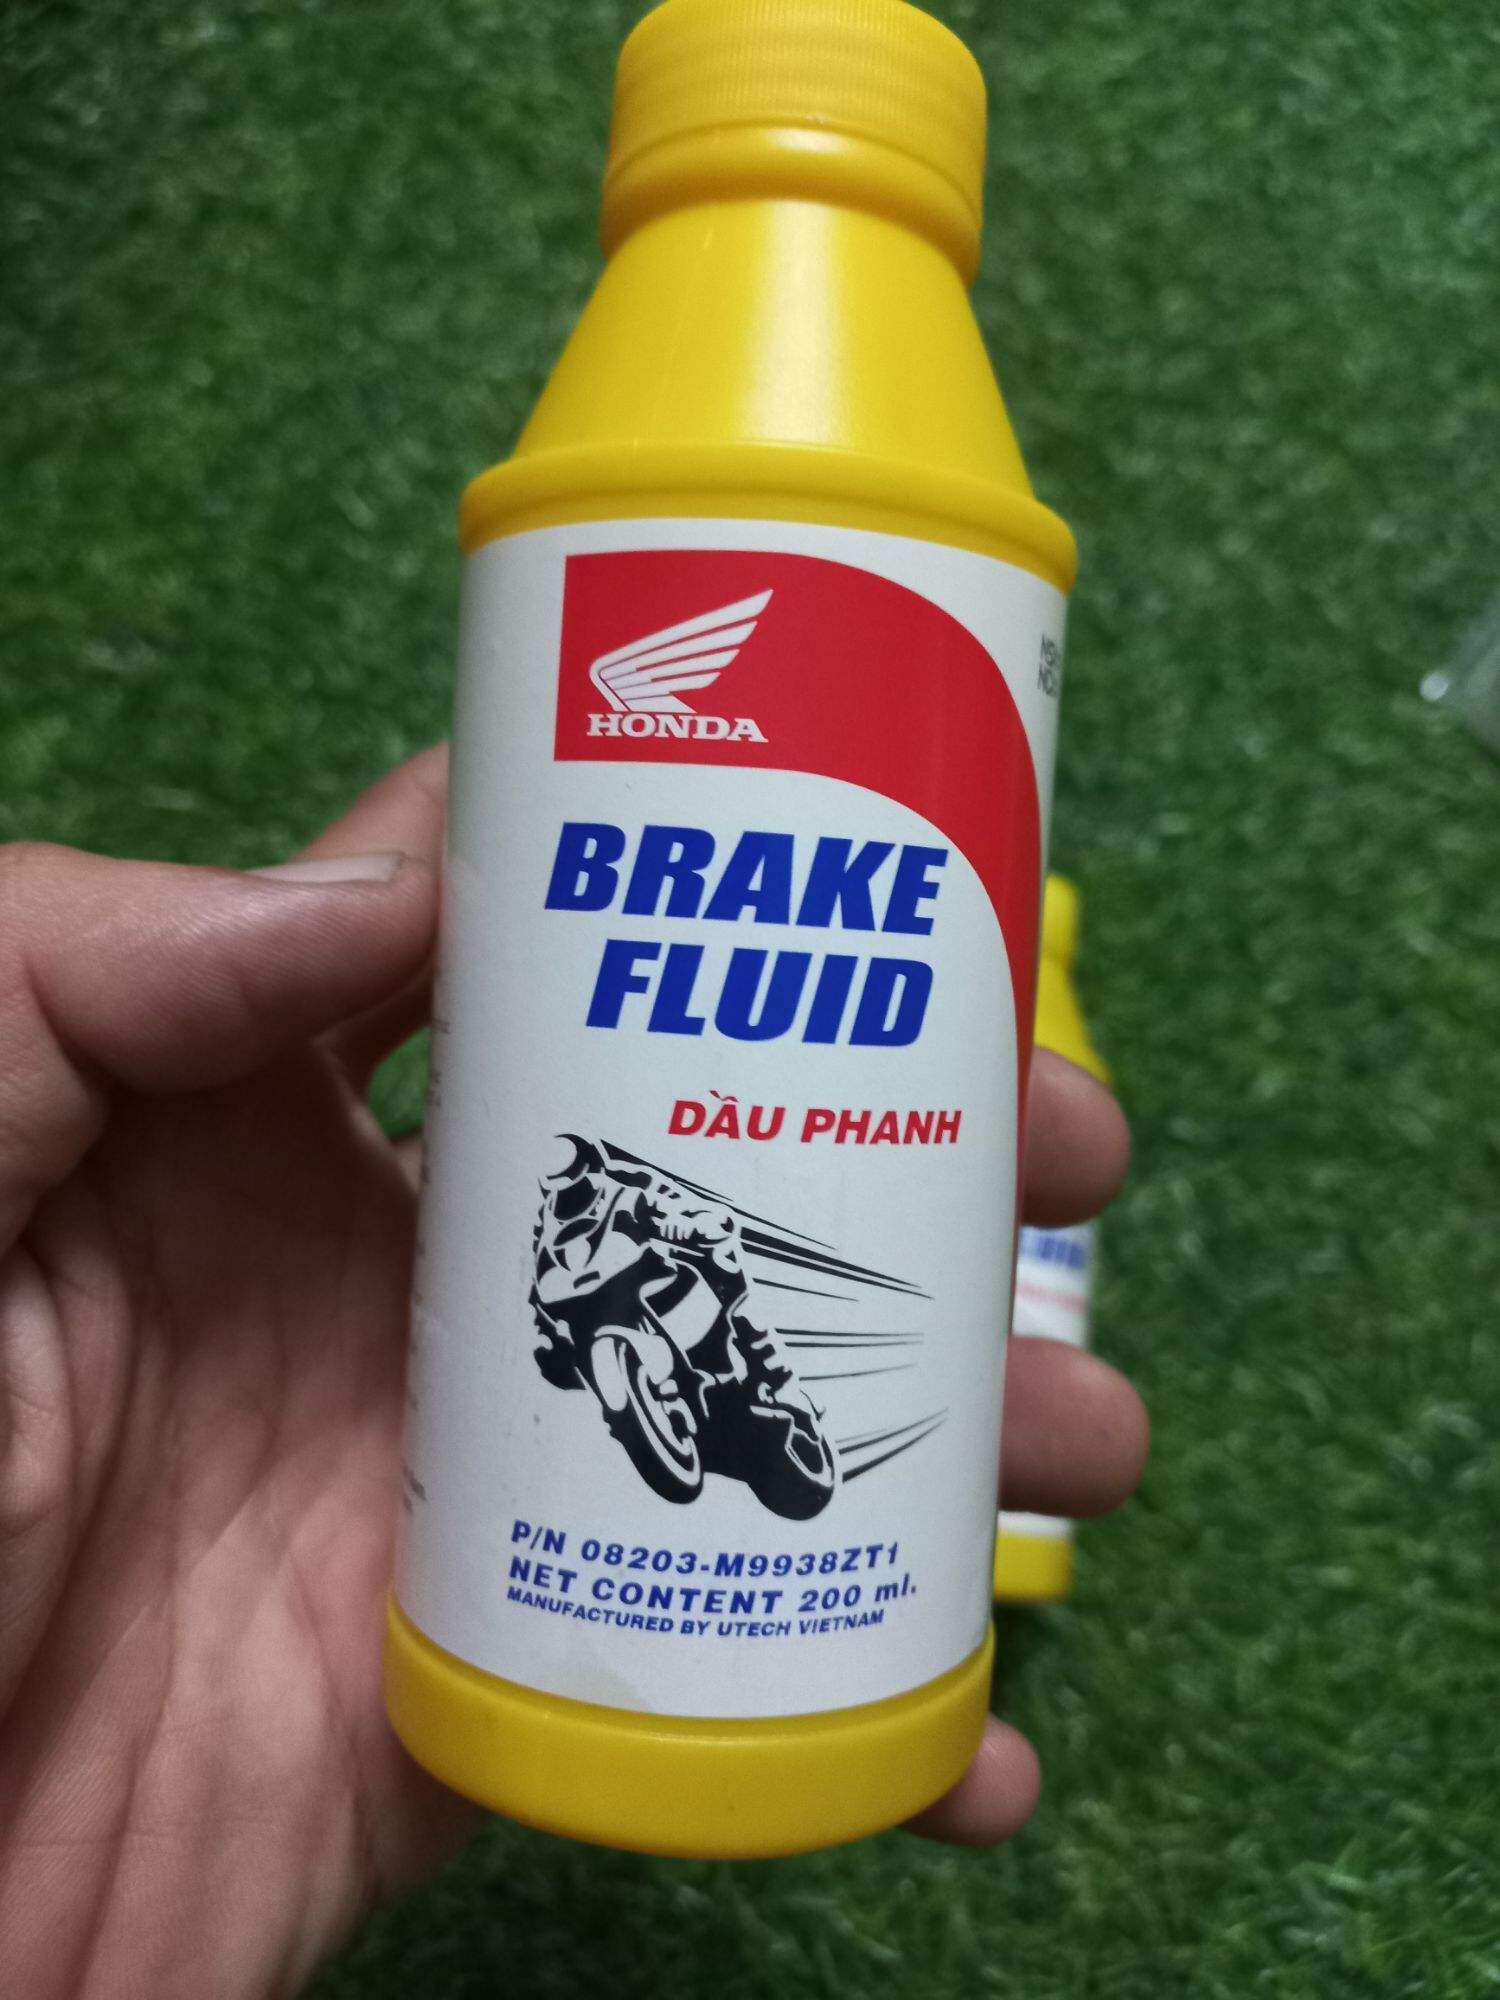 HONDA
BRAKE
FLUID
DẦU PHANH
P/N 08203-M9938ZT1
NET CONTENT 200 ml.
MANUFACTURED BY UTECH VIETNAM